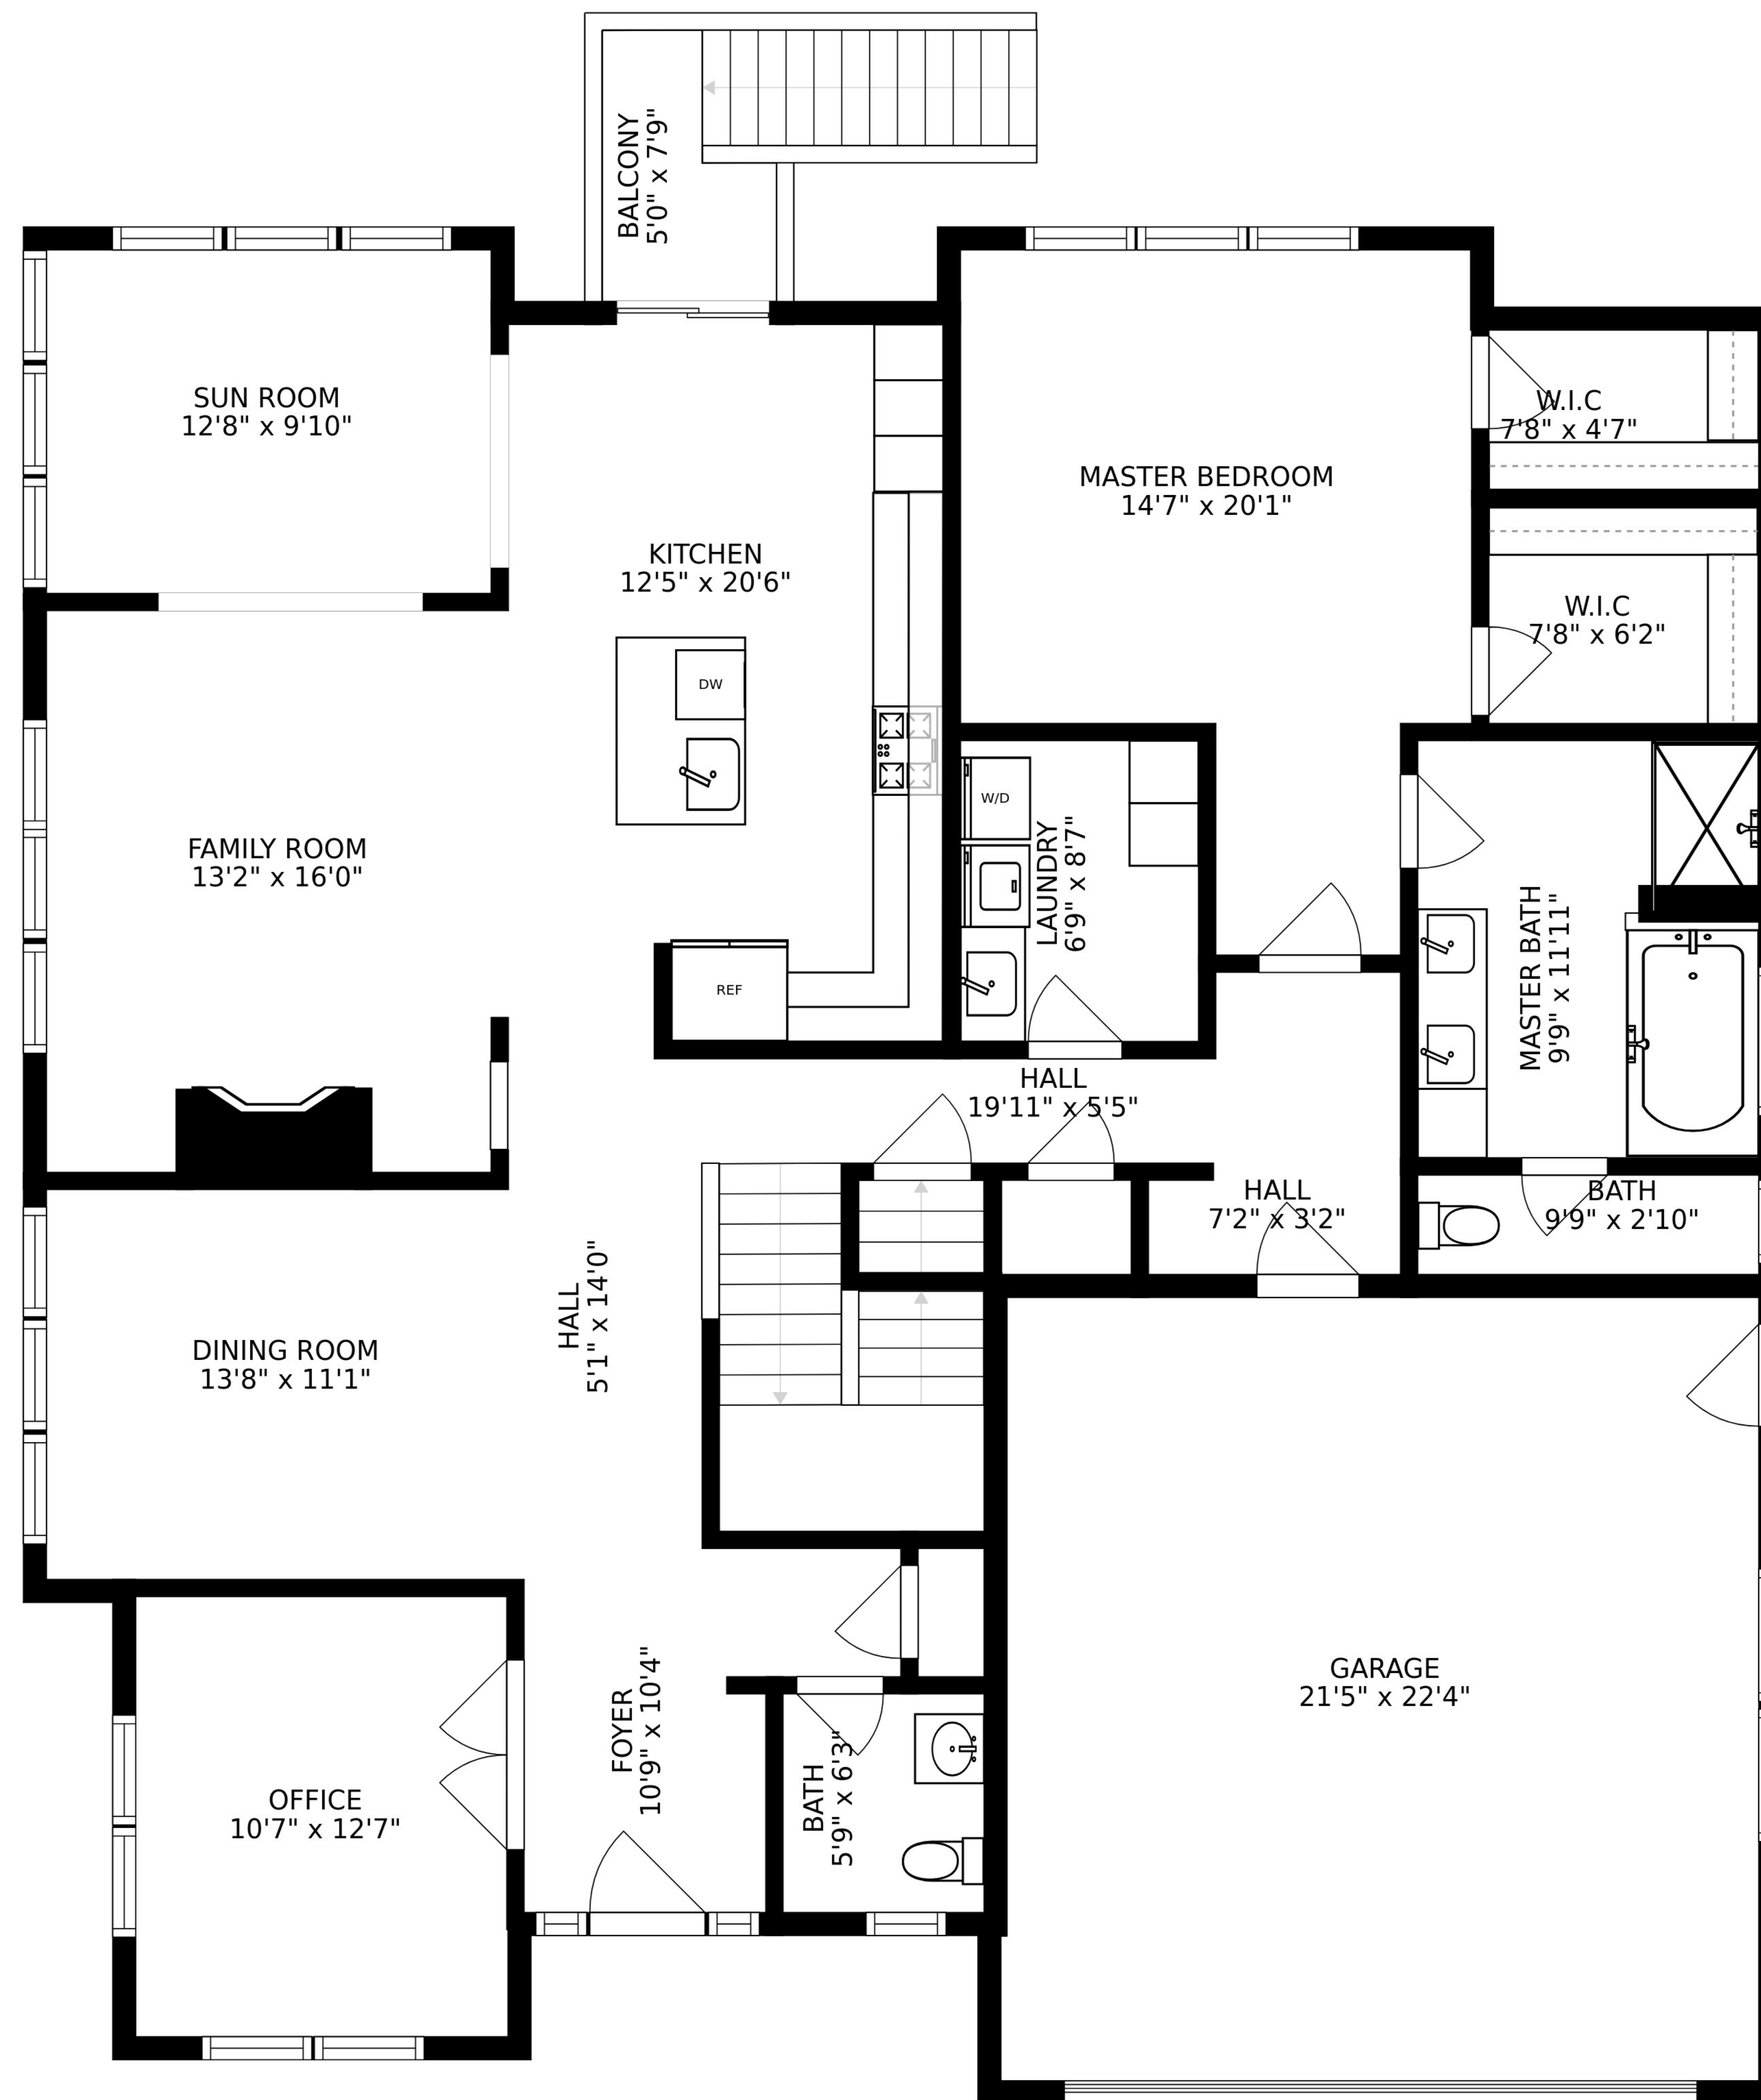 BALCONY
5'0" x 7'9"
SUN ROOM
12'8" x 9'10"
W.I.C
7'8" x 4'7"
MASTER BEDROOM
14'7" x 20'1"
KITCHEN
12'5" x 20'6"
W.I.C
7'8" x 6'2"
DW
W/D
FAMILY ROOM
13'2" x 16'0"
LAUNDRY
6'9" x 8'7"
MASTER BATH
9'9" x 11'11"
REF
HALL
19'11" x 5'5"
HALL
7'2" x 3'2"
BATH
9'9" x 2'10"
HALL
5'1" x 14'0"
DINING ROOM
13'8" x 11'1"
GARAGE
21'5" x 22'4"
FOYER
10'9" x 10'4"
OFFICE
10'7" x 12'7"
BATH
5'9" x 6'3"